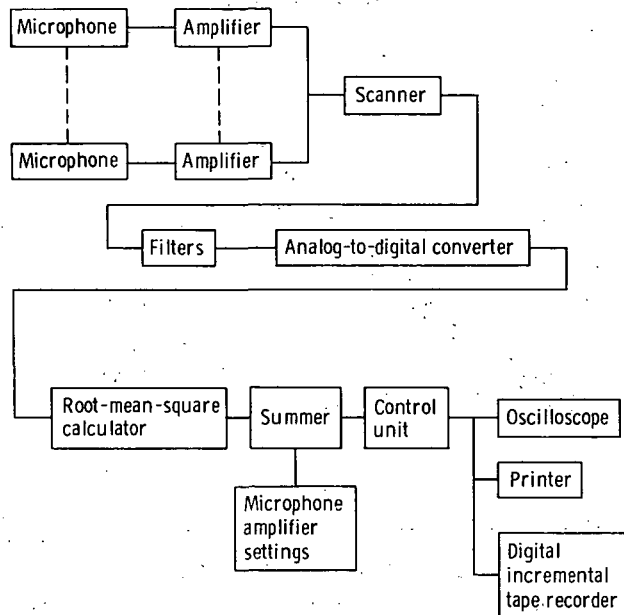 Microphone
Amplifier
Scanner
Microphone
Amplifier
Filters
Analog-to-digital converter
Root-mean-square
calculator
Summer
Control
unit
Oscilloscope
Printer
Microphone
amplifier
settings
Digital
incremental
tape recorder